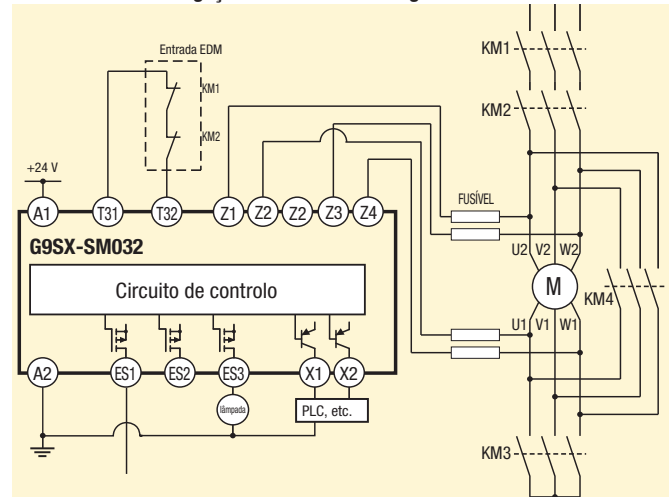 Entrada EDM
KM1
KM2
KM1
KM2
+24 V
A1
T31
T32
Z1
Z2
Z2
Z3
Z4
FUSÍVEL
G9SX-SM032
Circuito de controlo
U2 V2 W2
M
KM4
U1 V1 W1
A2
ES1
ES2
ES3
X1
X2
lâmpada
PLC, etc.
KM3